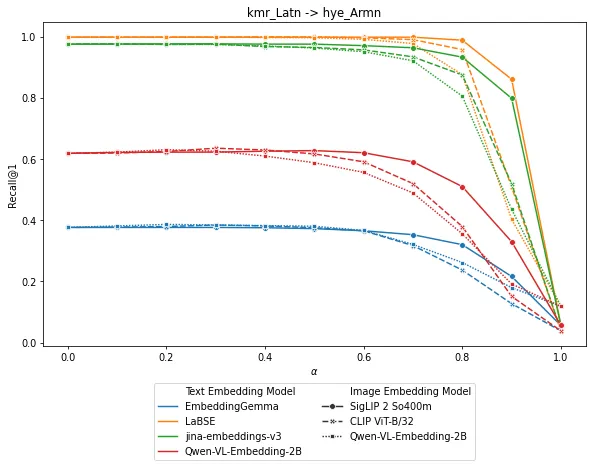 kmr_Latn -> hye_Armn
Recall@1
1.0
0.8
0.6
0.4
0.2
0.0
0.0 0.2 0.4 0.6 0.8 1.0
α
Text Embedding Model
EmbeddingGemma
LaBSE
jina-embeddings-v3
Qwen-VL-Embedding-2B
Image Embedding Model
SigLIP 2 So400m
CLIP ViT-B/32
Qwen-VL-Embedding-2B